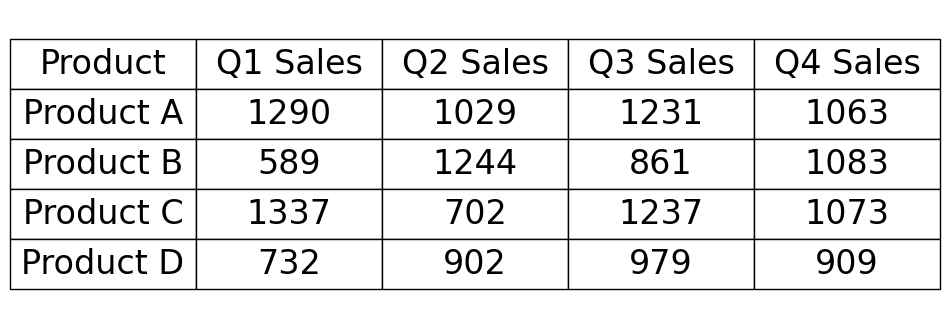 Product Q1 Sales Q2 Sales Q3 Sales Q4 Sales
Product A 1290 1029 1231 1063
Product B 589 1244 861 1083
Product C 1337 702 1237 1073
Product D 732 902 979 909